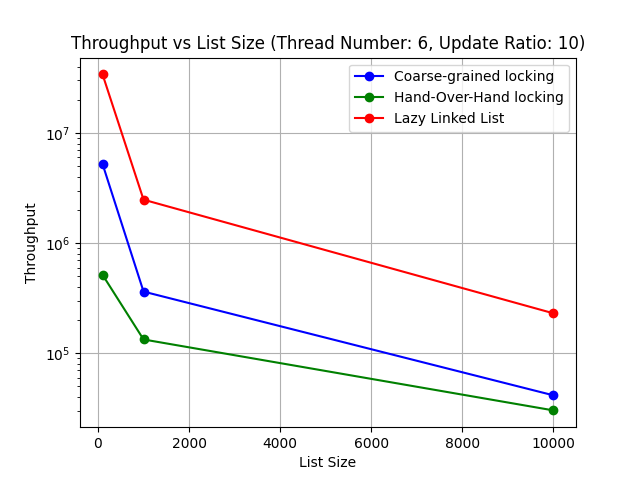 Throughput vs List Size (Thread Number: 6, Update Ratio: 10)
Coarse-grained locking
Hand-Over-Hand locking
Lazy Linked List
Throughput
10^7
10^6
10^5
0 2000 4000 6000 8000 10000
List Size